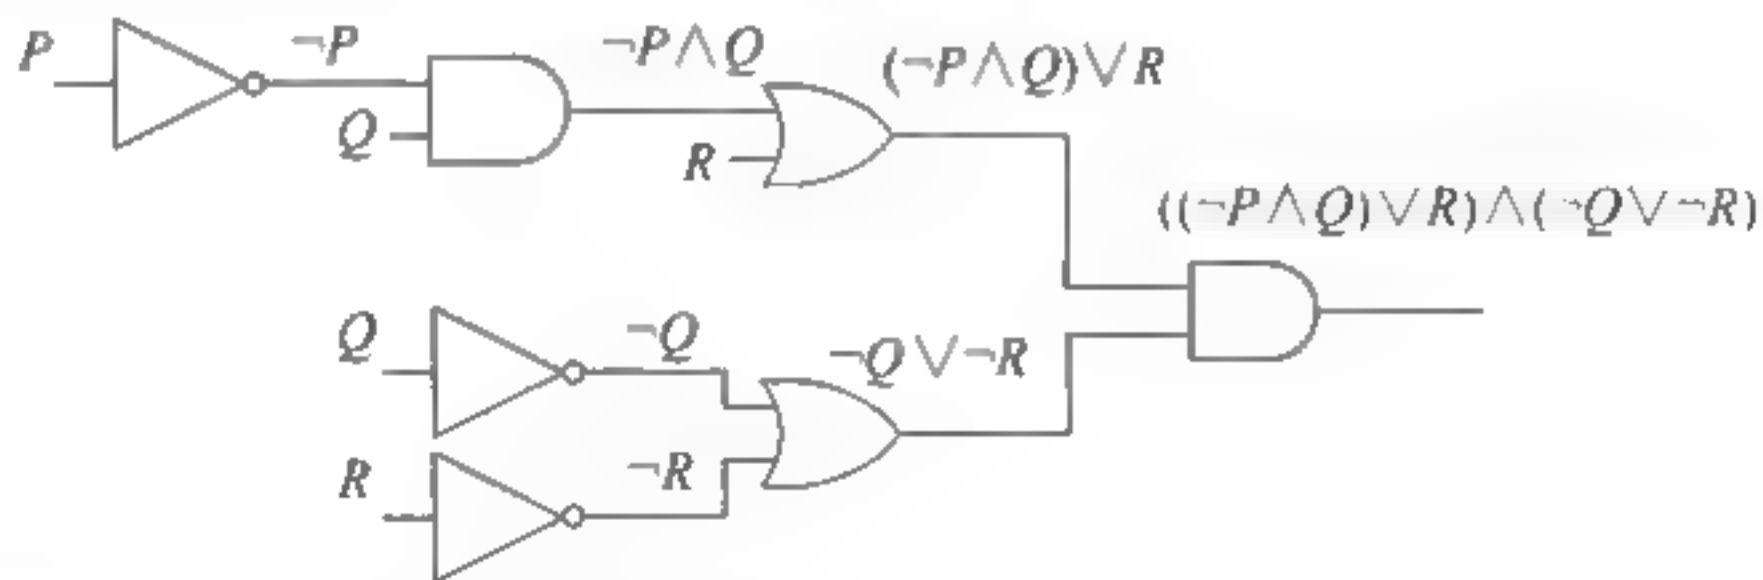 P
¬P
¬P∧Q
(¬P∧Q)∨R
Q
R
((¬P∧Q)∨R)∧(¬Q∨¬R)
Q
¬Q
¬Q∨¬R
R
¬R